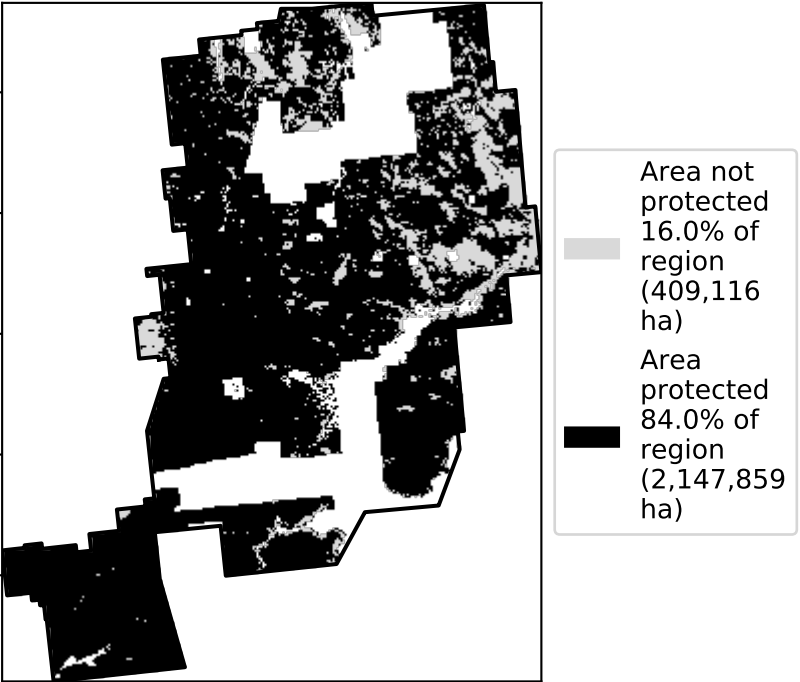 Area not
protected
16.0% of
region
(409,116
ha)
Area
protected
84.0% of
region
(2,147,859
ha)